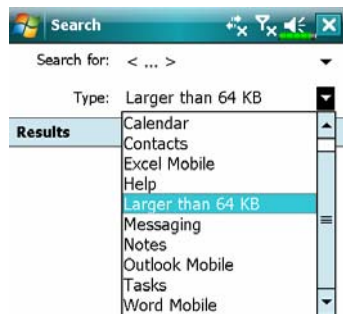 Search
Search for: < ... >
Type: Larger than 64 KB
Results
Calendar
Contacts
Excel Mobile
Help
Larger than 64 KB
Messaging
Notes
Outlook Mobile
Tasks
Word Mobile